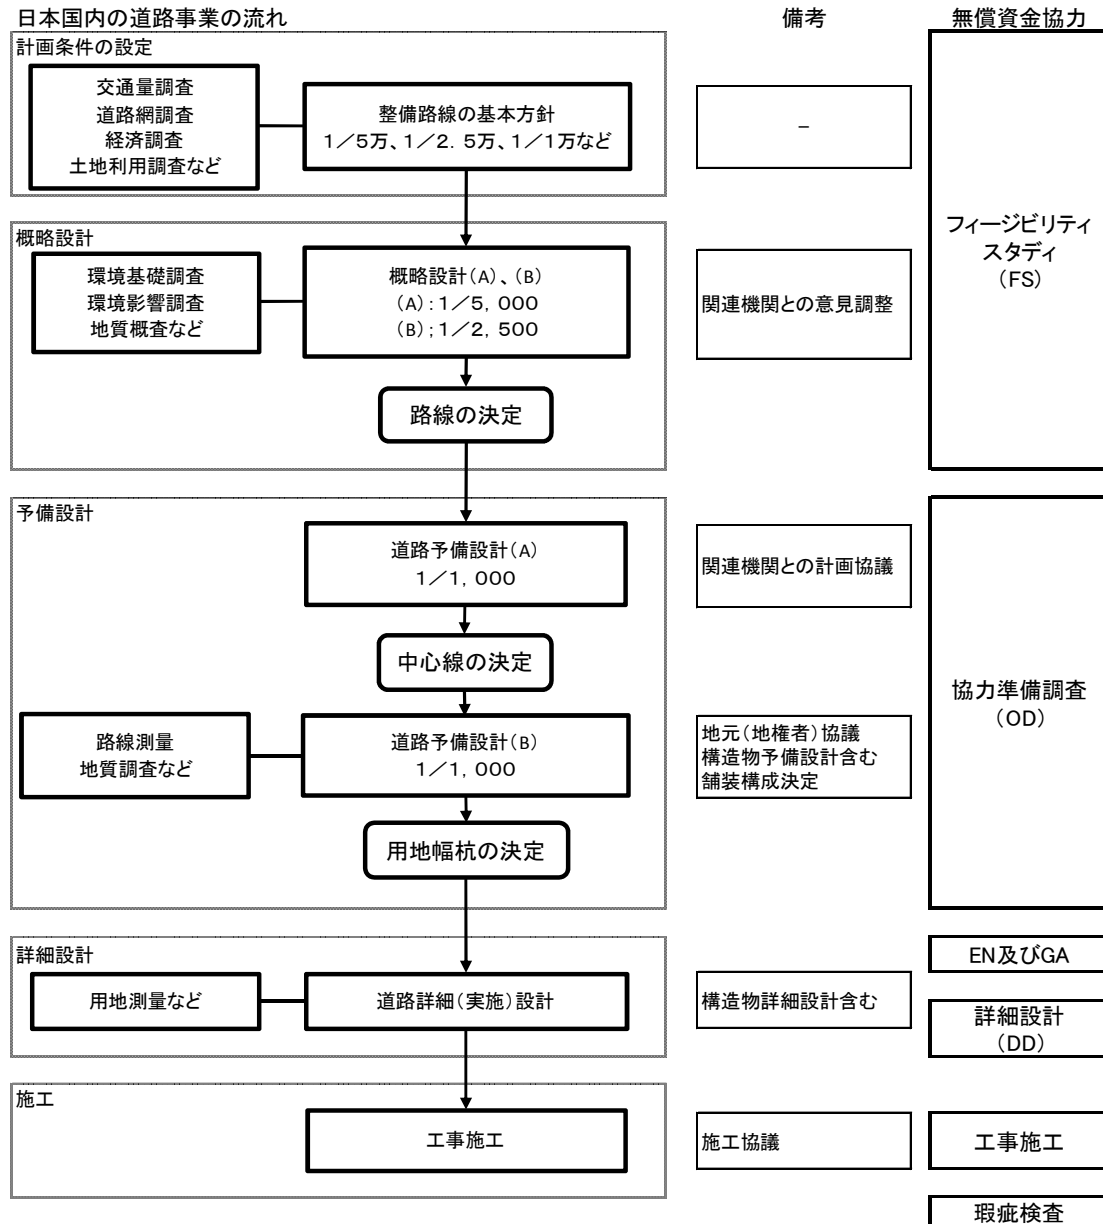 日本国内の道路事業の流れ
備考
無償資金協力
計画条件の設定
交通量調査
道路網調査
経済調査
土地利用調査など
整備路線の基本方針
1/5万、1/2.5万、1/1万など
－
フィージビリティ
スタディ
(FS)
概略設計
環境基礎調査
環境影響調査
地質概査など
概略設計(A)、(B)
(A):1/5,000
(B);1/2,500
関連機関との意見調整
路線の決定
予備設計
道路予備設計(A)
1/1,000
関連機関との計画協議
中心線の決定
協力準備調査
(OD)
路線測量
地質調査など
道路予備設計(B)
1/1,000
地元(地権者)協議
構造物予備設計含む
舗装構成決定
用地幅杭の決定
詳細設計
用地測量など
道路詳細(実施)設計
構造物詳細設計含む
EN及びGA
詳細設計
(DD)
施工
工事施工
施工協議
工事施工
瑕疵検査